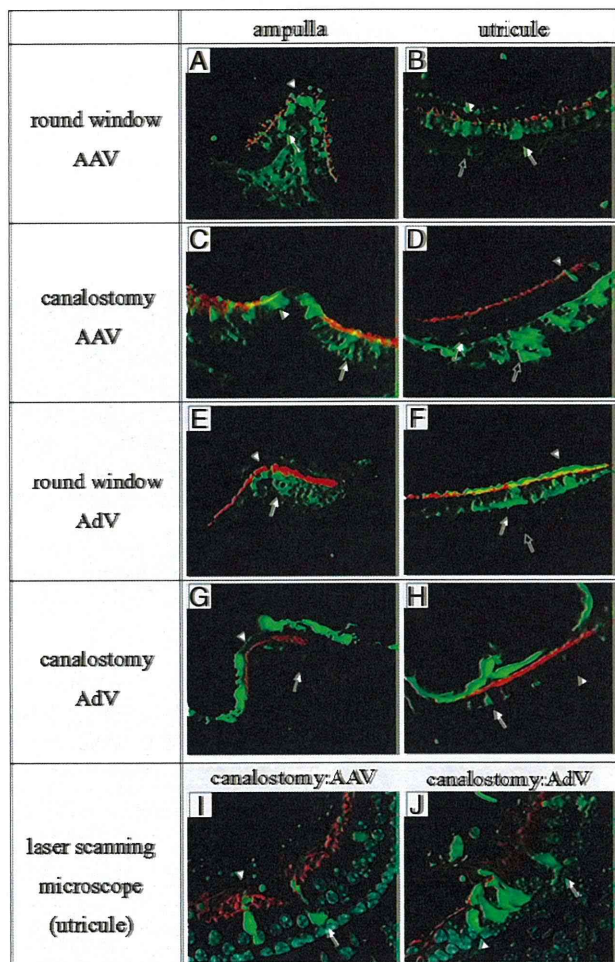 ampulla utricule
A B
round window
AAV
C D
canalostomy
AAV
E F
round window
AdV
G H
canalostomy
AdV
canalostomy:AAV canalostomy:AdV
I J
laser scanning
microscope
(utricule)